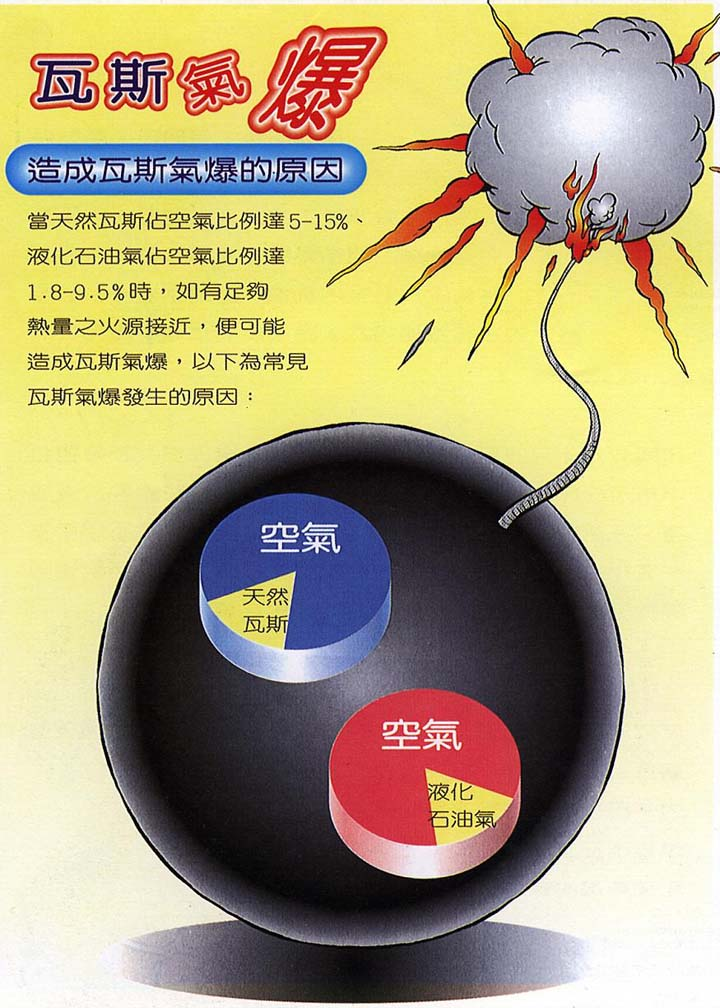 瓦斯氣爆
造成瓦斯氣爆的原因
當天然瓦斯佔空氣比例達5-15%、
液化石油氣佔空氣比例達
1.8-9.5%時，如有足夠
熱量之火源接近，便可能
造成瓦斯氣爆，以下為常見
瓦斯氣爆發生的原因：
空氣
天然
瓦斯
空氣
液化
石油氣